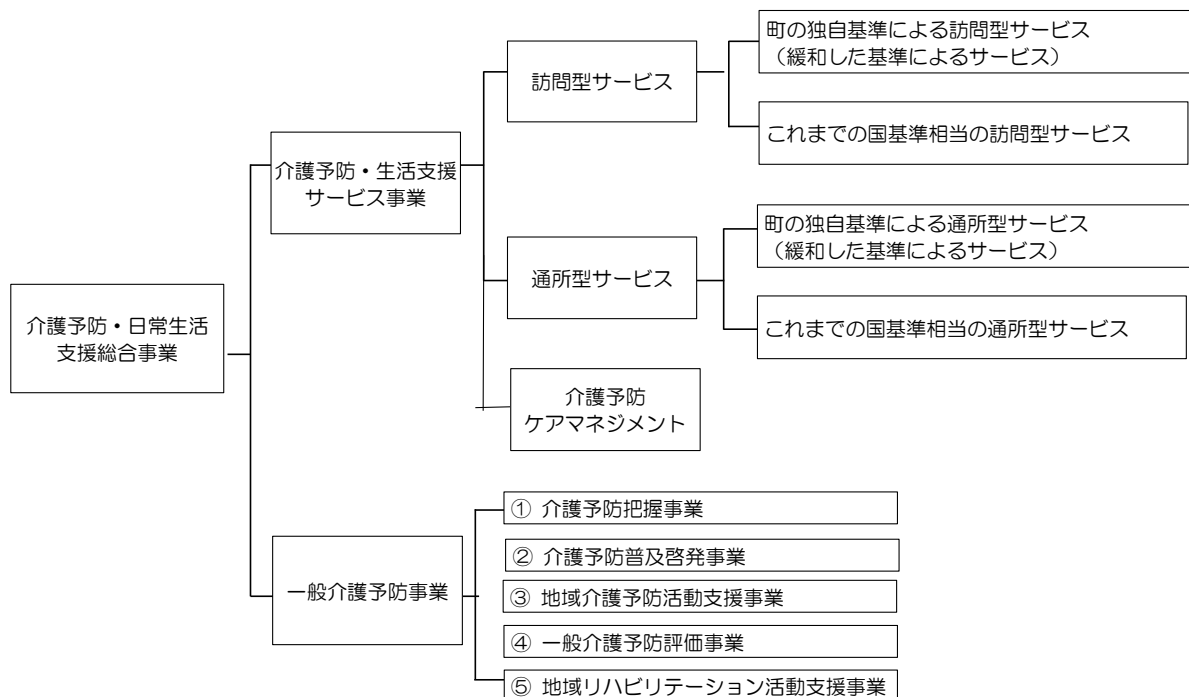 介護予防・日常生活
支援総合事業
介護予防・生活支援
サービス事業
訪問型サービス
町の独自基準による訪問型サービス
（緩和した基準によるサービス）
これまでの国基準相当の訪問型サービス
通所型サービス
町の独自基準による通所型サービス
（緩和した基準によるサービス）
これまでの国基準相当の通所型サービス
介護予防
ケアマネジメント
一般介護予防事業
① 介護予防把握事業
② 介護予防普及啓発事業
③ 地域介護予防活動支援事業
④ 一般介護予防評価事業
⑤ 地域リハビリテーション活動支援事業